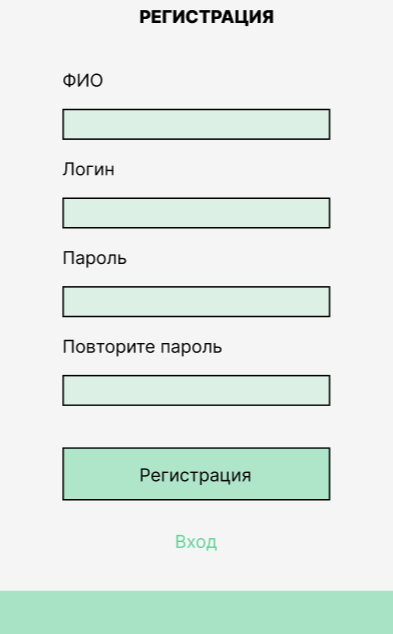 РЕГИСТРАЦИЯ
ФИО
Логин
Пароль
Повторите пароль
Регистрация
Вход